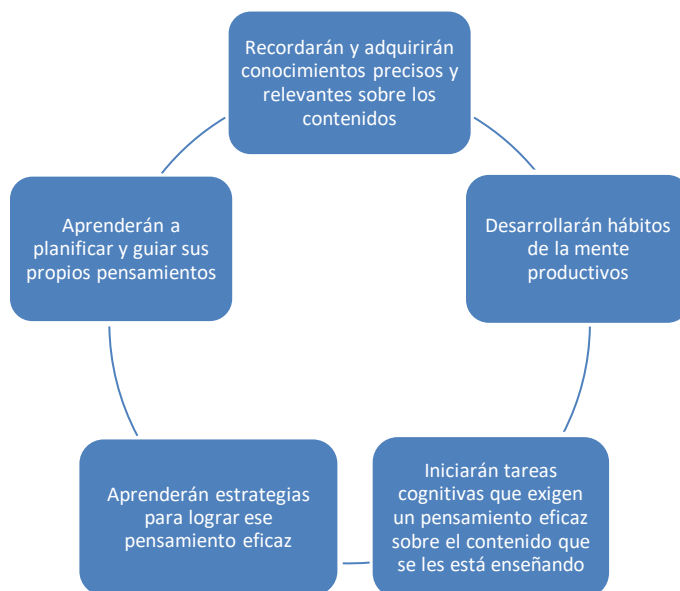 Recordarán y adquirirán
conocimientos precisos y
relevantes sobre los
contenidos
Desarrollarán hábitos
de la mente
productivos
Iniciarán tareas
cognitivas que exigen
un pensamiento eficaz
sobre el contenido que
se les está enseñando
Aprenderán estrategias
para lograr ese
pensamiento eficaz
Aprenderán a
planificar y guiar sus
propios pensamientos